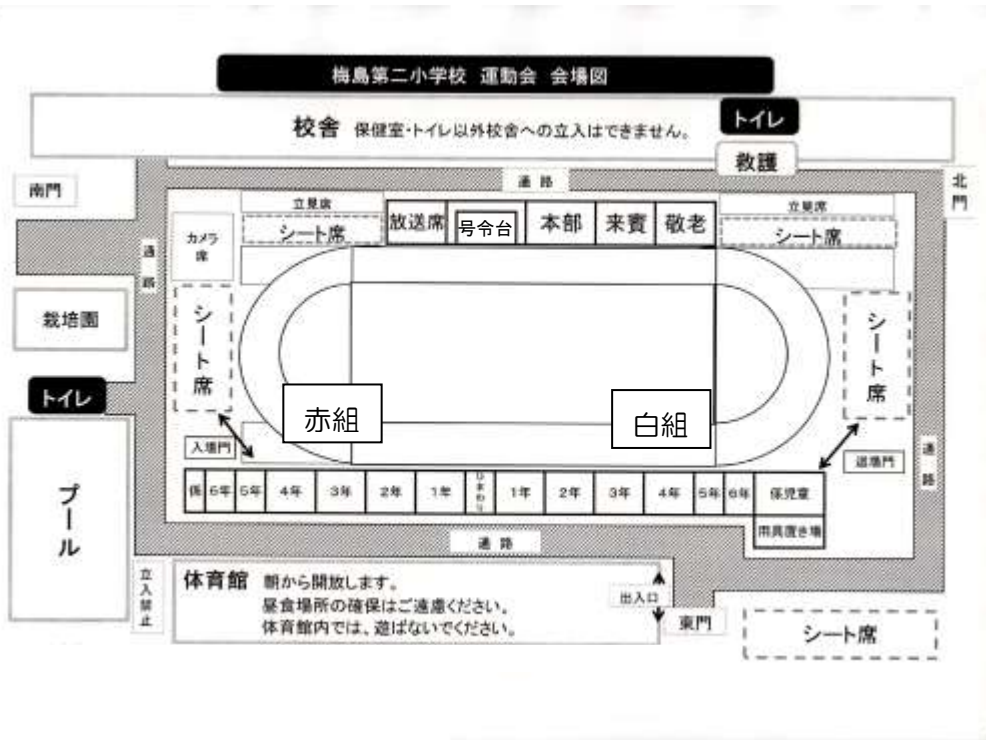 梅島第二小学校 運動会 会場図
校舎 保健室・トイレ以外校舎への立入はできません。
トイレ
救護
通路
南門
北門
立見席
シート席
放送席
号令台
本部
来賓
敬老
立見席
シート席
カメラ席
通路
栽培園
シート席
シート席
トイレ
赤組
白組
入場門
退場門
通路
係 6年 5年 4年 3年 2年 1年 ひまわり 1年 2年 3年 4年 5年 6年 係児童
用具置き場
プール
通路
立入禁止
体育館 朝から開放します。
昼食場所の確保はご遠慮ください。
体育館内では、遊ばないでください。
出入口
東門
シート席